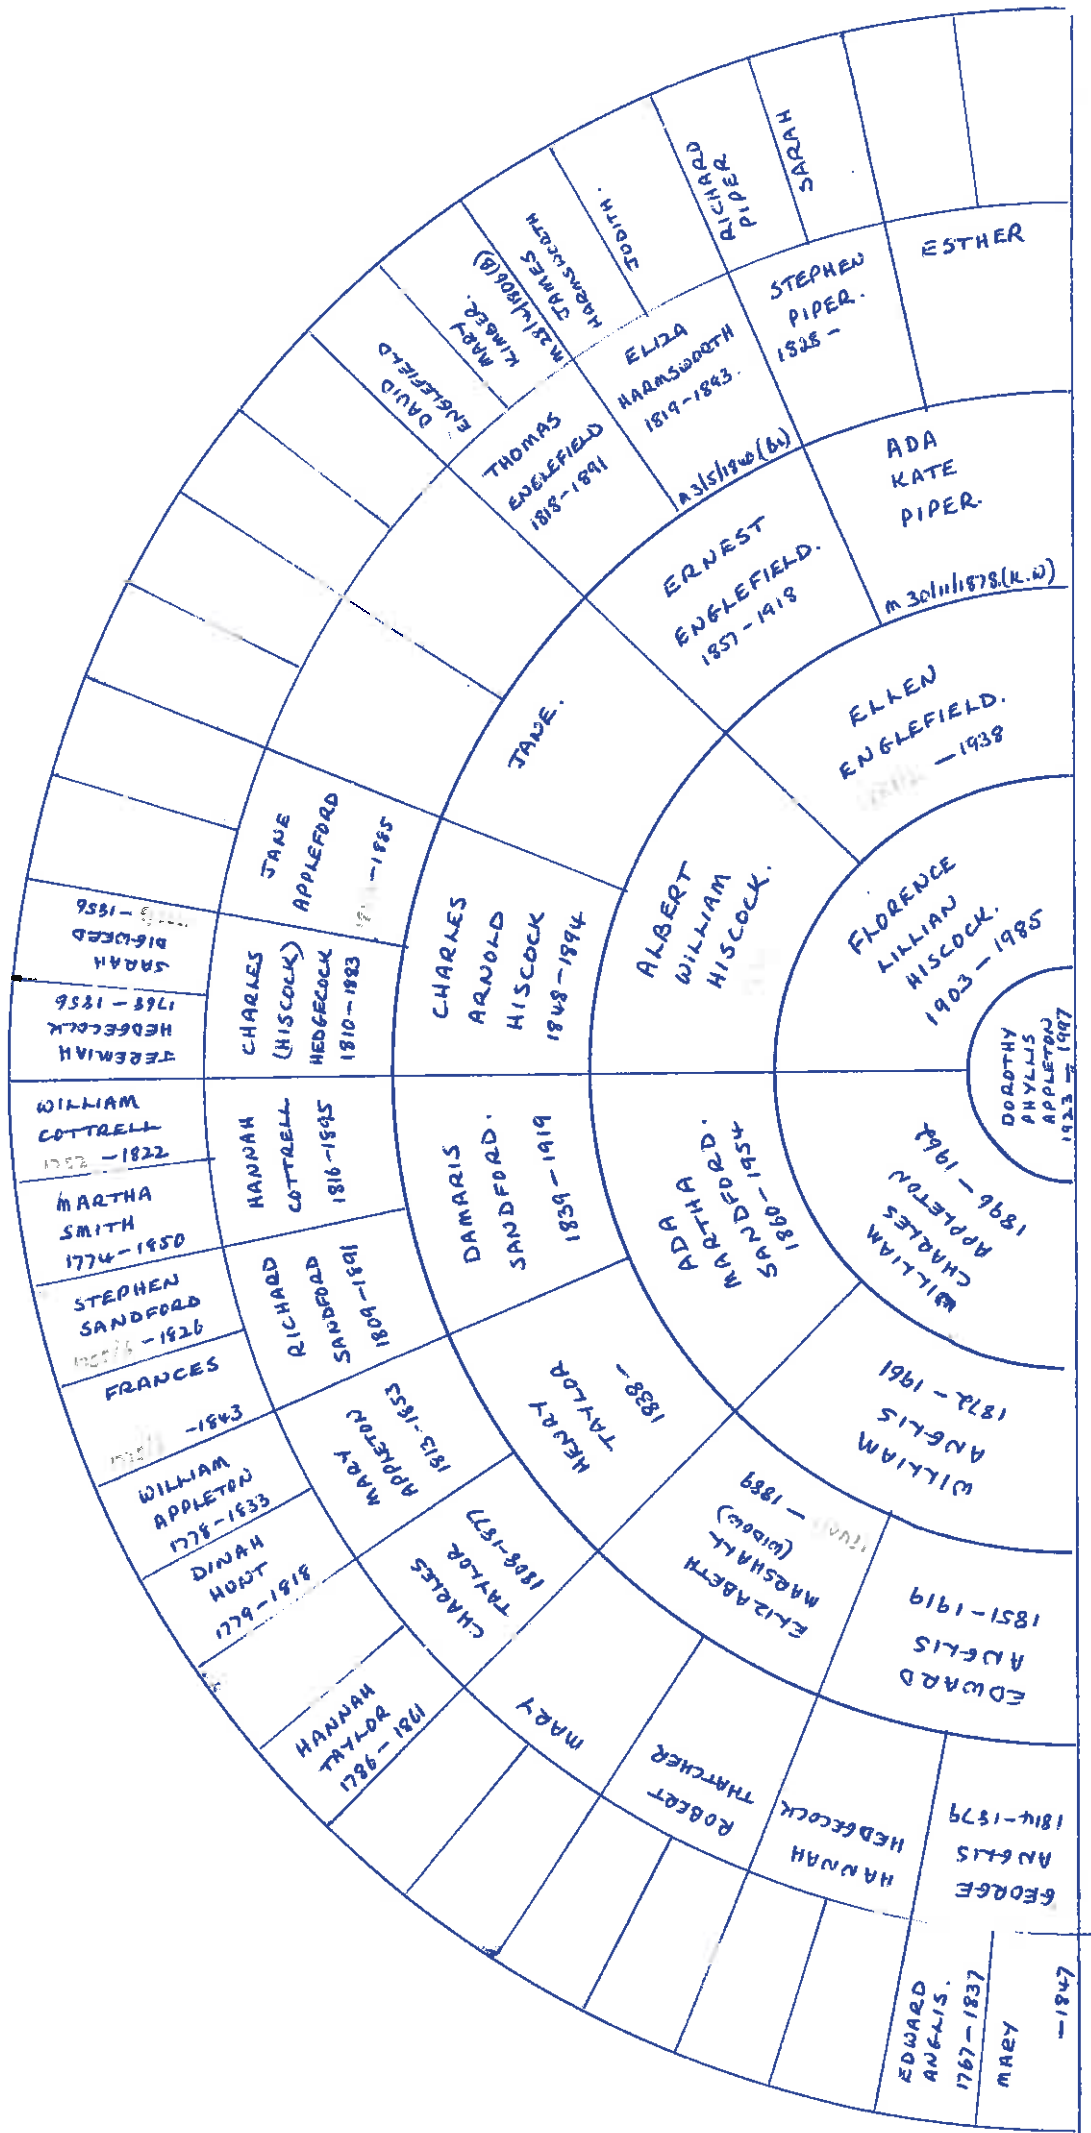 DOROTHY
PHYLLIS
APPLETON
1923 - 1997
FLORENCE
LILLIAN
HISCOCK.
1903 - 1985
WILLIAM
CHARLES
APPLETON
1896 - 1962
ELLEN
ENGLEFIELD.
- 1938
ALBERT
WILLIAM
HISCOCK.
ADA
MARTHA
SANDFORD.
1860 - 1954
WILLIAM
ANGLIS
1872 - 1961
ADA
KATE
PIPER.
m 30/11/1878.(K.W)
ERNEST
ENGLEFIELD.
1857 - 1918
JANE.
CHARLES
ARNOLD
HISCOCK
1848 - 1894
DAMARIS
SANDFORD.
1839 - 1919
HENRY
TAYLOR
1838 -
ELIZABETH
MARSHALL
(WIDOW)
- 1889
EDWARD
ANGLIS
1851 - 1919
ESTHER
STEPHEN
PIPER.
1828 -
ELIZA
HARMSWORTH
1819 - 1893.
m 3/5/1840 (Bs)
THOMAS
ENGLEFIELD
1818 - 1891
JANE
APPLEFORD
- 1885
CHARLES
(HISCOCK)
HEDGECOCK
1810 - 1883
HANNAH
COTTRELL
1816 - 1895
RICHARD
SANDFORD
1809 - 1891
MARY
APPLETON
1813 - 1853
CHARLES
TAYLOR
1808 - 1877
MARY
ROBERT
THATCHER
HANNAH
HEDGECOCK
GEORGE
ANGLIS
1814 - 1879
SARAH
RICHARD
PIPER
JUDITH.
JAMES
HARMSWORTH
m 28/4/1806(B)
MARY
KIMBER.
DAVID
ENGLEFIELD
SARAH
DIGWEED
- 1856
JEREMIAH
HEDGECOCK
1768 - 1856
WILLIAM
COTTRELL
- 1822
MARTHA
SMITH
1774 - 1850
STEPHEN
SANDFORD
- 1826
FRANCES
- 1843
WILLIAM
APPLETON
1778 - 1833
DINAH
HUNT
1779 - 1818
HANNAH
TAYLOR
1786 - 1861
EDWARD
ANGLIS.
1767 - 1837
MARY
- 1847